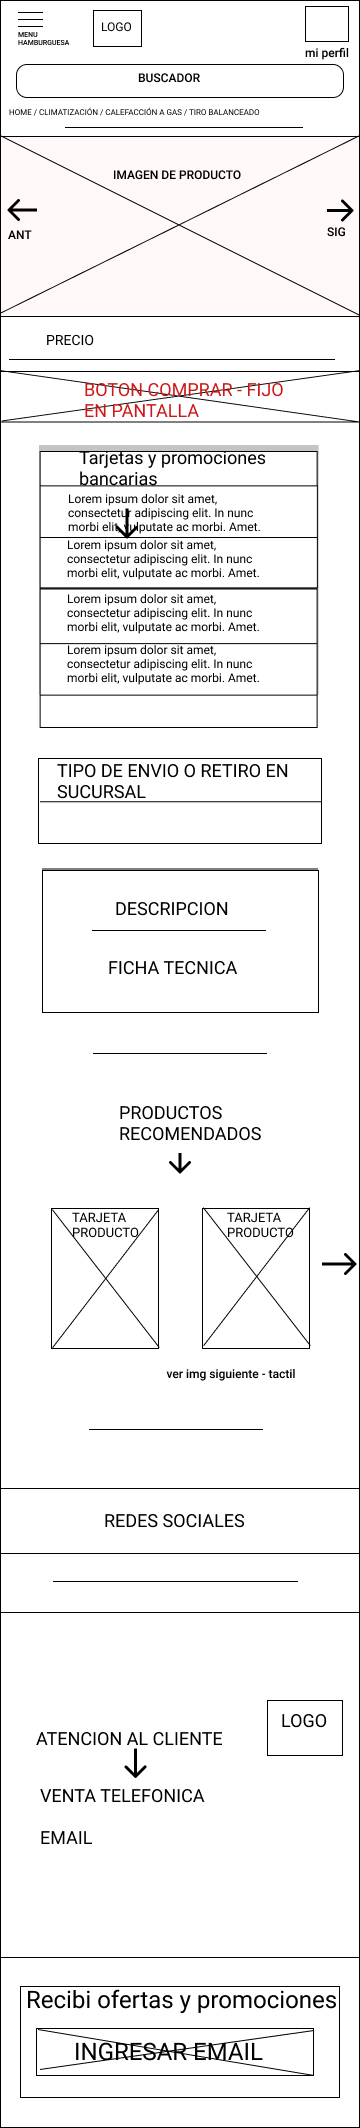 MENU
HAMBURGUESA
LOGO
mi perfil
BUSCADOR
HOME / CLIMATIZACIÓN / CALEFACCIÓN A GAS / TIRO BALANCEADO
IMAGEN DE PRODUCTO
ANT
SIG
PRECIO
BOTON COMPRAR - FIJO
EN PANTALLA
Tarjetas y promociones
bancarias
Lorem ipsum dolor sit amet,
consectetur adipiscing elit. In nunc
morbi elit, vulputate ac morbi. Amet.
Lorem ipsum dolor sit amet,
consectetur adipiscing elit. In nunc
morbi elit, vulputate ac morbi. Amet.
Lorem ipsum dolor sit amet,
consectetur adipiscing elit. In nunc
morbi elit, vulputate ac morbi. Amet.
Lorem ipsum dolor sit amet,
consectetur adipiscing elit. In nunc
morbi elit, vulputate ac morbi. Amet.
TIPO DE ENVIO O RETIRO EN
SUCURSAL
DESCRIPCION
FICHA TECNICA
PRODUCTOS
RECOMENDADOS
TARJETA
PRODUCTO
TARJETA
PRODUCTO
ver img siguiente - tactil
REDES SOCIALES
LOGO
ATENCION AL CLIENTE
VENTA TELEFONICA
EMAIL
Recibi ofertas y promociones
INGRESAR EMAIL